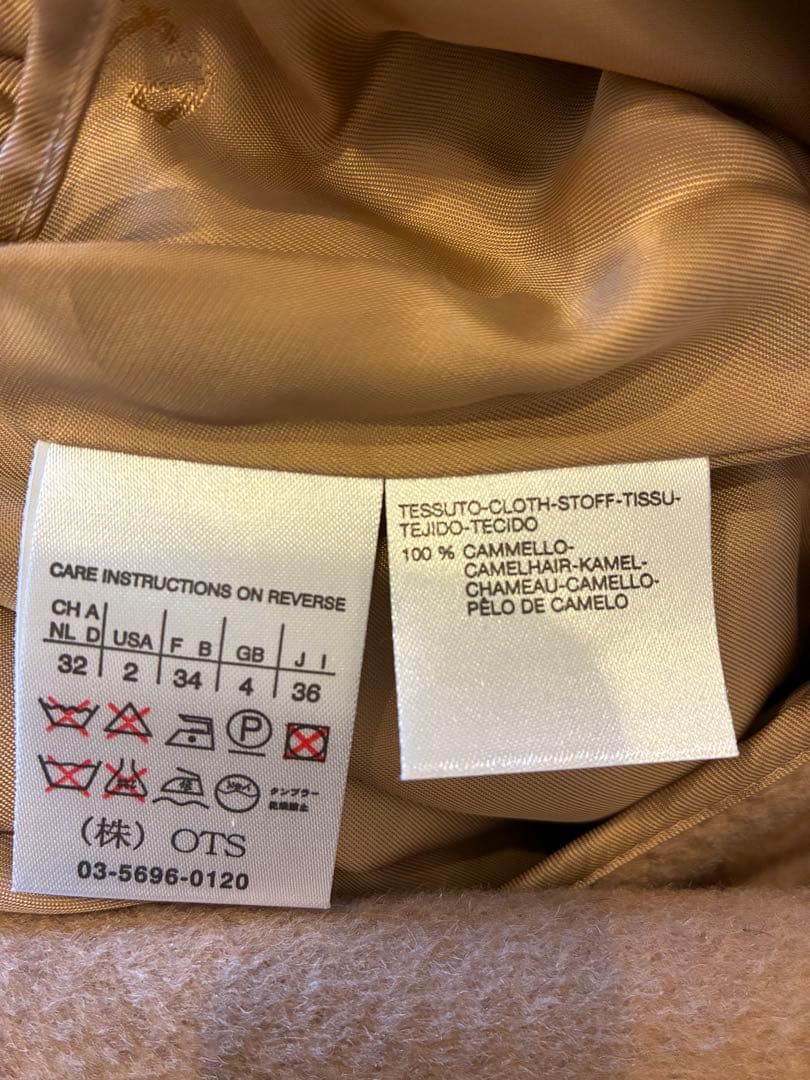 CARE INSTRUCTIONS ON REVERSE
CH A
NL D USA F B GB J I
32 2 34 4 36
P
タンブラー
乾燥禁止
(株) OTS
03-5696-0120
TESSUTO-CLOTH-STOFF-TISSU-
TEJIDO-TECIDO
100 % CAMMELLO-
CAMELHAIR-KAMEL-
CHAMEAU-CAMELLO-
PÊLO DE CAMELO